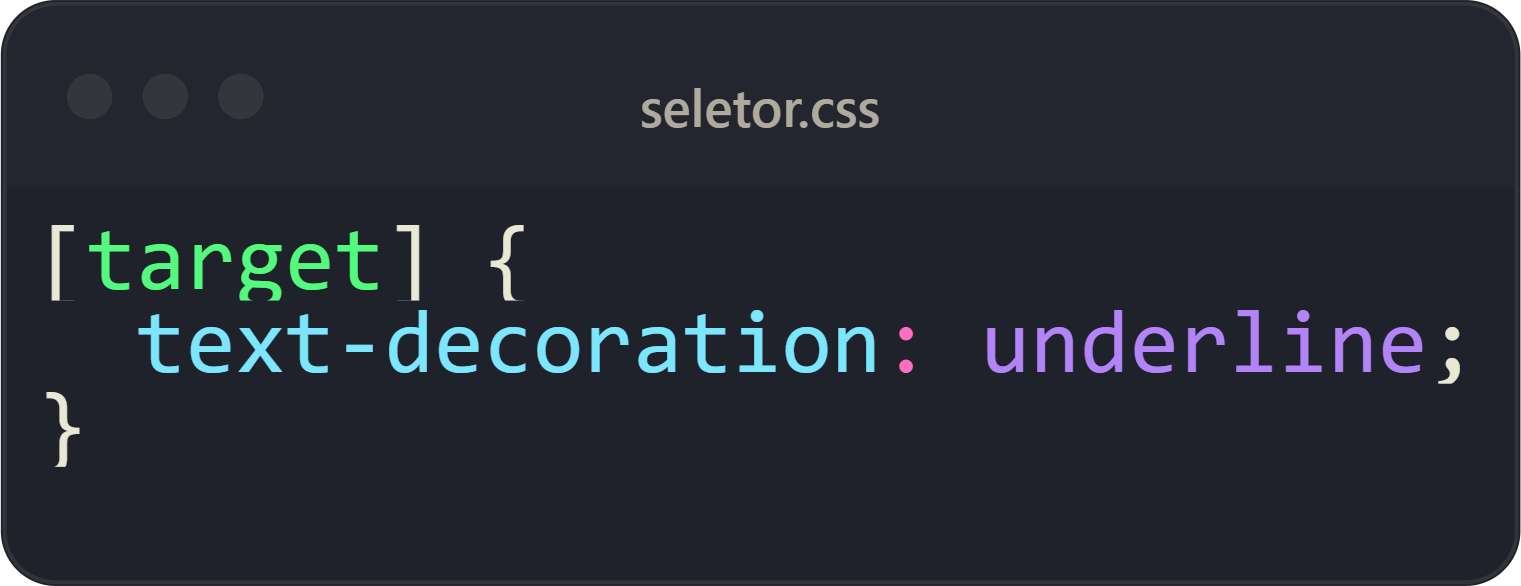 seletor.css
[target] {
  text-decoration: underline;
}